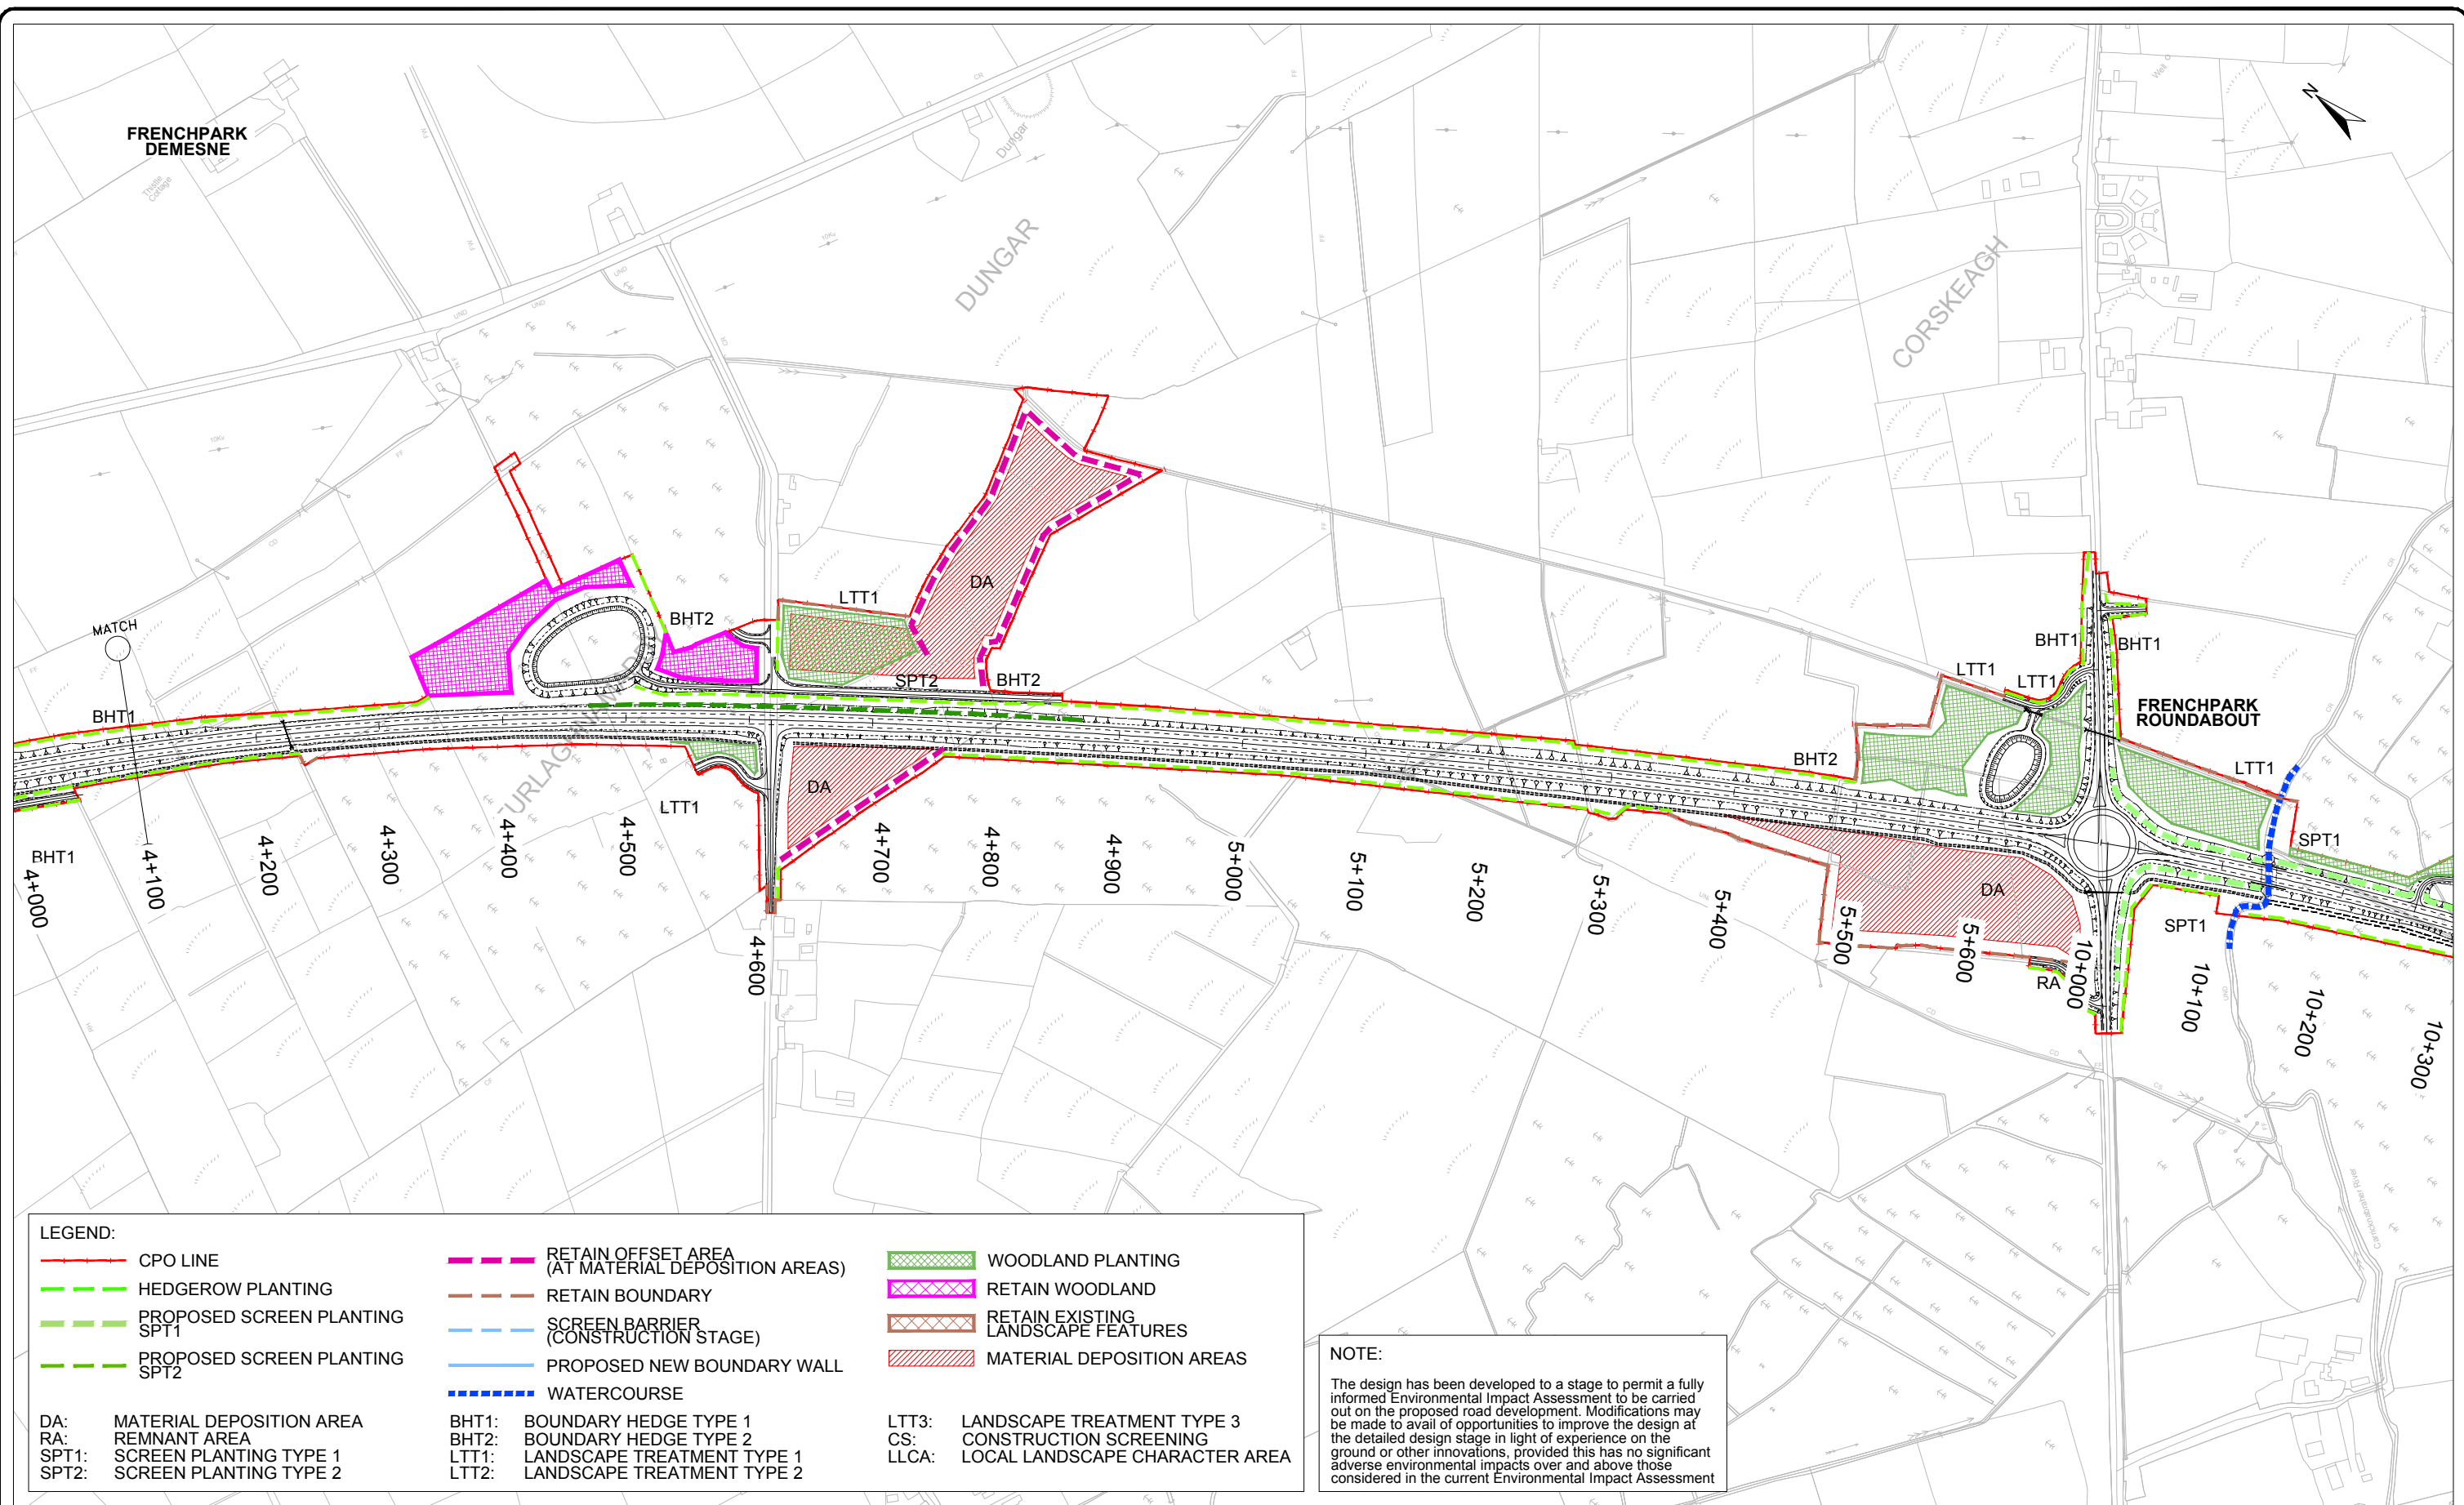 FRENCHPARK
DEMESNE
Thistle
Cottage
Dungar
Well
N
DUNGAR
CORSKEAGH
MATCH
BHT2
LTT1
DA
SPT2
BHT2
BHT1
BHT1
LTT1
LTT1
FRENCHPARK
ROUNDABOUT
BHT1
BHT2
LTT1
SPT1
DA
LTT1
DA
SPT1
RA
BHT1
4+000
4+100
4+200
4+300
4+400
4+500
4+600
4+700
4+800
4+900
5+000
5+100
5+200
5+300
5+400
5+500
5+600
10+000
10+100
10+200
10+300
Pond
LEGEND:
CPO LINE
HEDGEROW PLANTING
PROPOSED SCREEN PLANTING
SPT1
PROPOSED SCREEN PLANTING
SPT2
RETAIN OFFSET AREA
(AT MATERIAL DEPOSITION AREAS)
RETAIN BOUNDARY
SCREEN BARRIER
(CONSTRUCTION STAGE)
PROPOSED NEW BOUNDARY WALL
WATERCOURSE
WOODLAND PLANTING
RETAIN WOODLAND
RETAIN EXISTING
LANDSCAPE FEATURES
MATERIAL DEPOSITION AREAS
DA: MATERIAL DEPOSITION AREA
RA: REMNANT AREA
SPT1: SCREEN PLANTING TYPE 1
SPT2: SCREEN PLANTING TYPE 2
BHT1: BOUNDARY HEDGE TYPE 1
BHT2: BOUNDARY HEDGE TYPE 2
LTT1: LANDSCAPE TREATMENT TYPE 1
LTT2: LANDSCAPE TREATMENT TYPE 2
LTT3: LANDSCAPE TREATMENT TYPE 3
CS: CONSTRUCTION SCREENING
LLCA: LOCAL LANDSCAPE CHARACTER AREA
NOTE:
The design has been developed to a stage to permit a fully
informed Environmental Impact Assessment to be carried
out on the proposed road development. Modifications may
be made to avail of opportunities to improve the design at
the detailed design stage in light of experience on the
ground or other innovations, provided this has no significant
adverse environmental impacts over and above those
considered in the current Environmental Impact Assessment